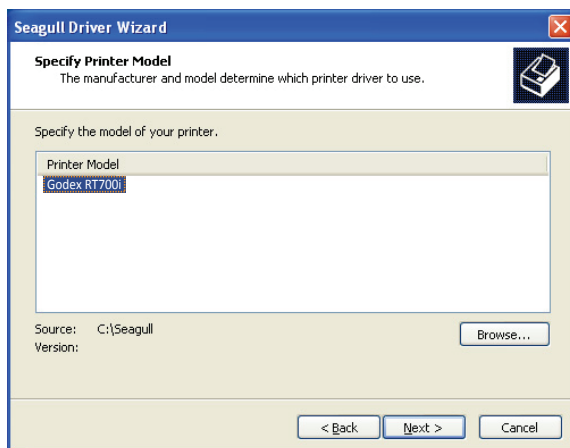 Seagull Driver Wizard
Specify Printer Model
The manufacturer and model determine which printer driver to use.
Specify the model of your printer.
Printer Model
Godex RT700i
Source: C:\Seagull
Version:
Browse...
< Back Next > Cancel